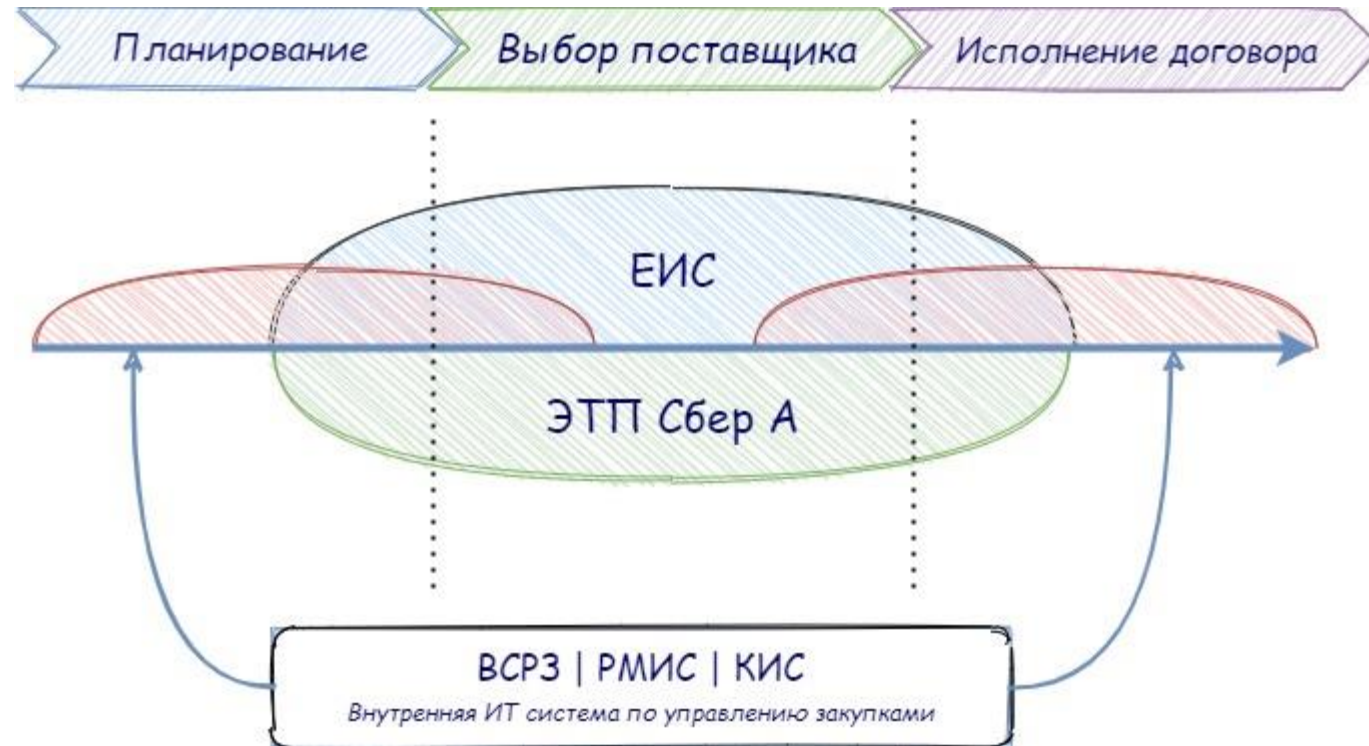 Планирование
Выбор поставщика
Исполнение договора
ЕИС
ЭТП Сбер А
ВСРЗ | РМИС | КИС
Внутренняя ИТ система по управлению закупками